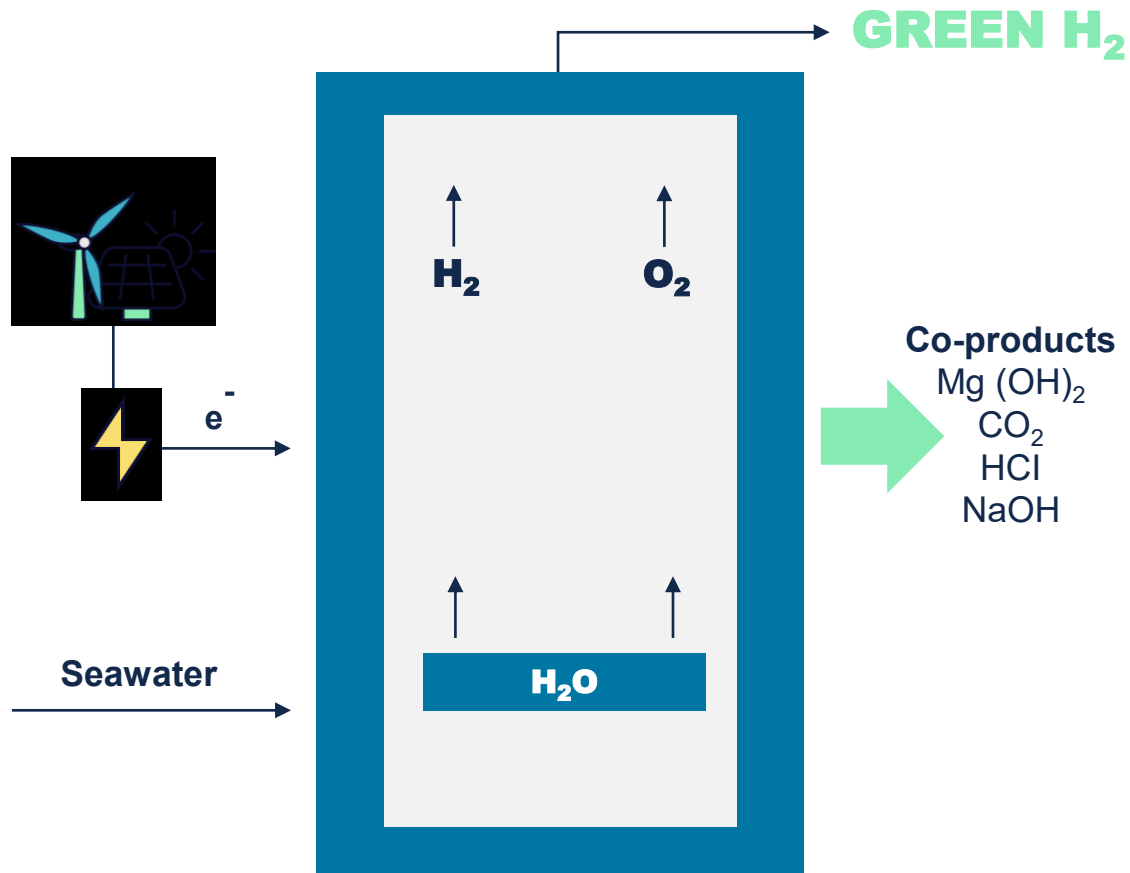 GREEN H₂
H₂
O₂
Co-products
Mg (OH)₂
CO₂
HCl
NaOH
e⁻
Seawater
H₂O